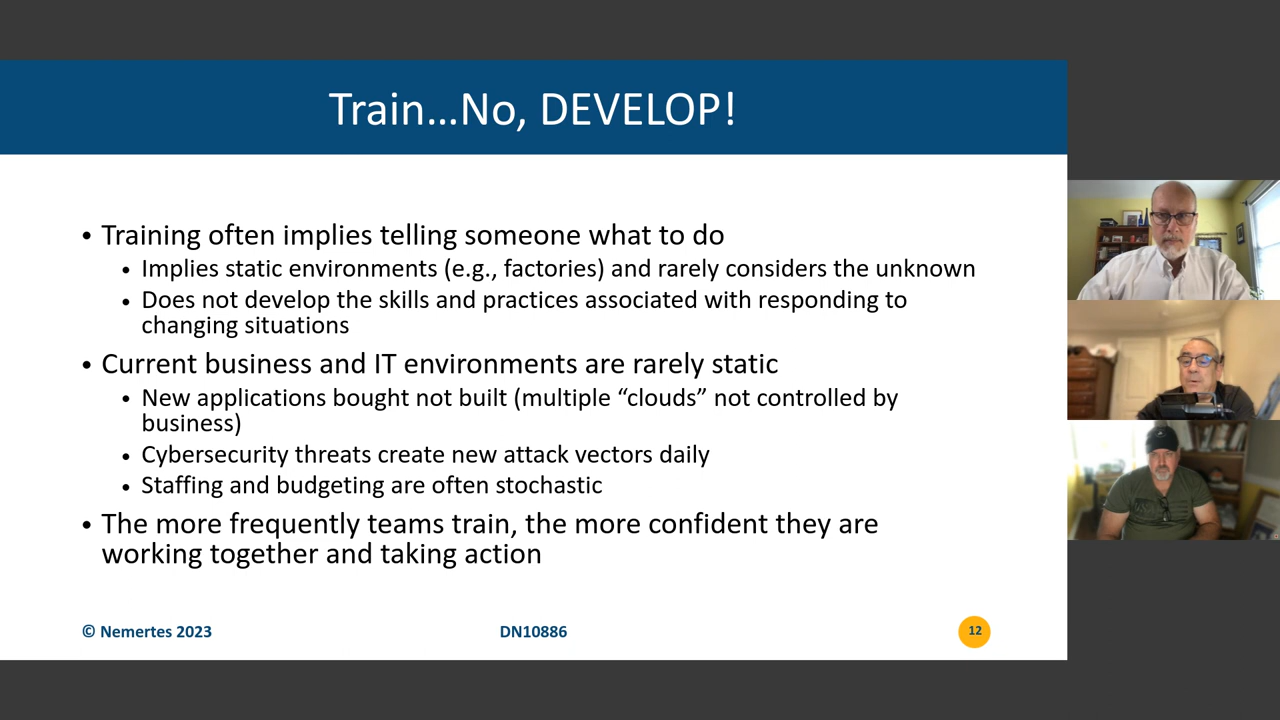 Train...No, DEVELOP!
• Training often implies telling someone what to do
• Implies static environments (e.g., factories) and rarely considers the unknown
• Does not develop the skills and practices associated with responding to
changing situations
• Current business and IT environments are rarely static
• New applications bought not built (multiple “clouds” not controlled by
business)
• Cybersecurity threats create new attack vectors daily
• Staffing and budgeting are often stochastic
• The more frequently teams train, the more confident they are
working together and taking action
© Nemertes 2023
DN10886
12